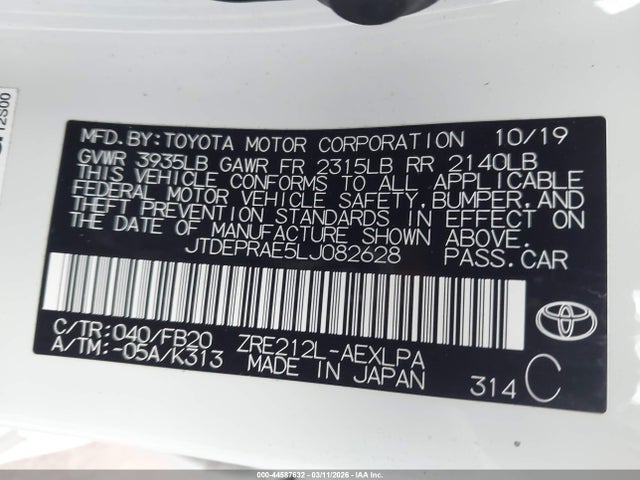 12S00
MFD.BY:TOYOTA MOTOR CORPORATION 10/19
GVWR 3935LB GAWR FR 2315LB RR 2140LB
THIS VEHICLE CONFORMS TO ALL APPLICABLE
FEDERAL MOTOR VEHICLE SAFETY,BUMPER,AND
THEFT PREVENTION STANDARDS IN EFFECT ON
THE DATE OF MANUFACTURE SHOWN ABOVE.
JTDEPRAE5LJ082628 PASS.CAR
C/TR:040/FB20 ZRE212L-AEXLPA
A/TM:-05A/K313 MADE IN JAPAN 314 C
TOYOTA
000-44587632 - 03/11/2026 - IAA Inc.